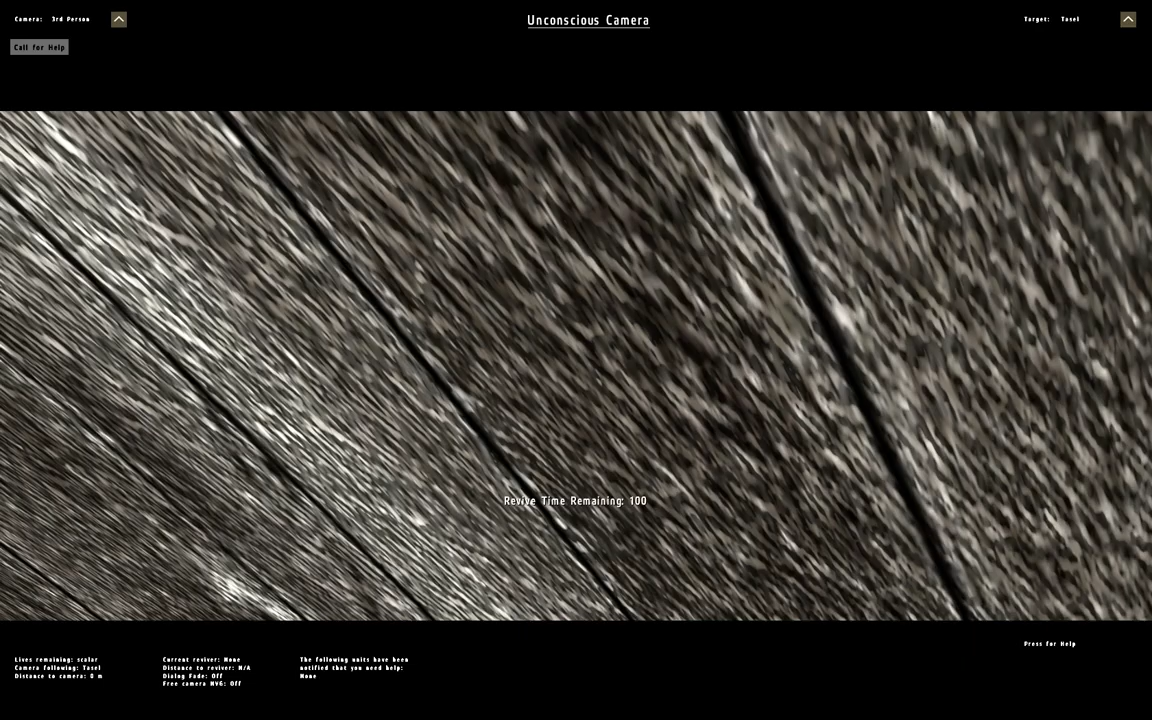 Camera: 3rd Person
Unconscious Camera
Target: Tasel
Call for Help
Revive Time Remaining: 100
Press for Help
Lives remaining: scalar
Camera following: Tasel
Distance to camera: 0 m
Current reviver: None
Distance to reviver: N/A
Dialog Fade: Off
Free camera NVG: Off
The following units have been
notified that you need help:
None